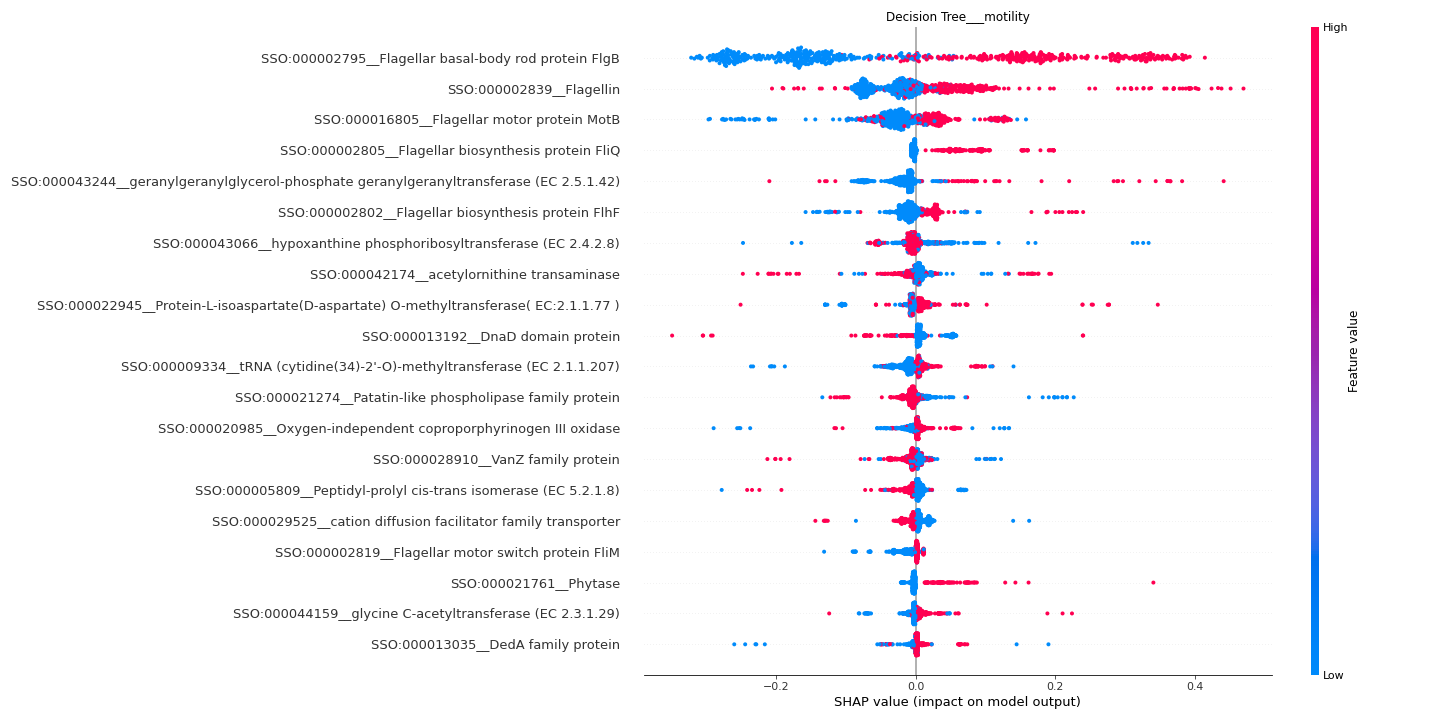 Decision Tree___motility
High
SSO:000002795__Flagellar basal-body rod protein FlgB
SSO:000002839__Flagellin
SSO:000016805__Flagellar motor protein MotB
SSO:000002805__Flagellar biosynthesis protein FliQ
SSO:000043244__geranylgeranylglycerol-phosphate geranylgeranyltransferase (EC 2.5.1.42)
SSO:000002802__Flagellar biosynthesis protein FlhF
SSO:000043066__hypoxanthine phosphoribosyltransferase (EC 2.4.2.8)
SSO:000042174__acetylornithine transaminase
SSO:000022945__Protein-L-isoaspartate(D-aspartate) O-methyltransferase( EC:2.1.1.77 )
SSO:000013192__DnaD domain protein
SSO:000009334__tRNA (cytidine(34)-2'-O)-methyltransferase (EC 2.1.1.207)
SSO:000021274__Patatin-like phospholipase family protein
SSO:000020985__Oxygen-independent coproporphyrinogen III oxidase
SSO:000028910__VanZ family protein
SSO:000005809__Peptidyl-prolyl cis-trans isomerase (EC 5.2.1.8)
SSO:000029525__cation diffusion facilitator family transporter
SSO:000002819__Flagellar motor switch protein FliM
SSO:000021761__Phytase
SSO:000044159__glycine C-acetyltransferase (EC 2.3.1.29)
SSO:000013035__DedA family protein
Feature value
Low
−0.2 0.0 0.2 0.4
SHAP value (impact on model output)